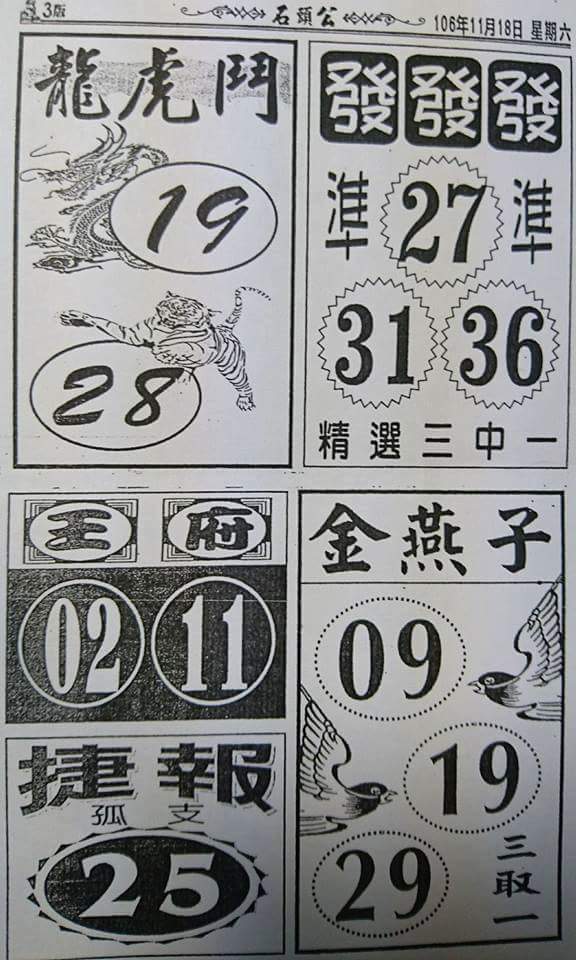 3版
石頭公
106年11月18日 星期六
龍虎鬥
19
28
發發發
準 27 準
31 36
精選三中一
王府
02 11
捷報
孤支
25
金燕子
09
19
29
三取一